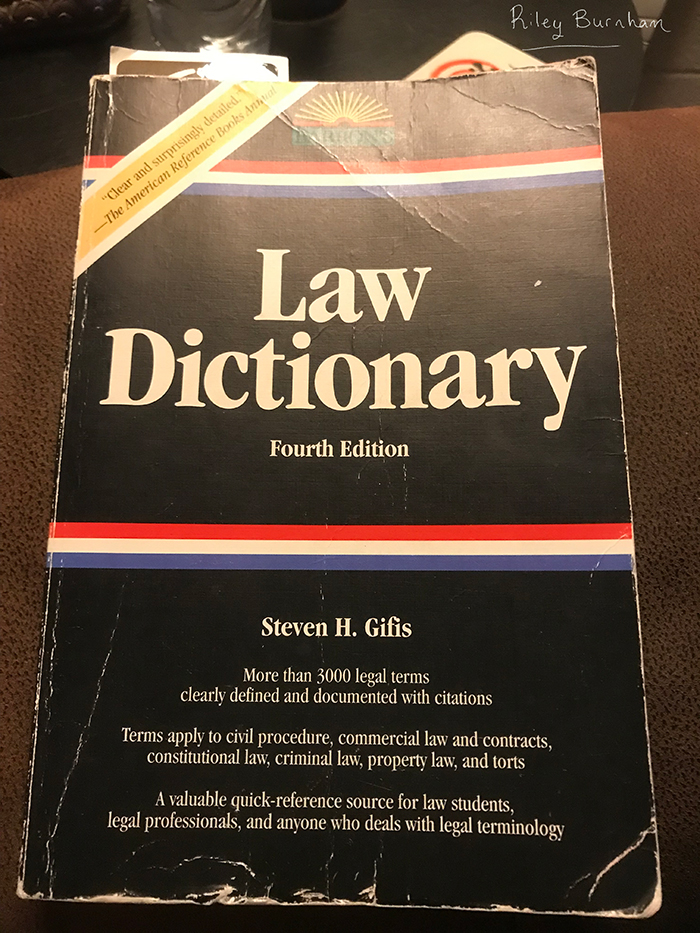 Riley Burnham
"Clear and surprisingly detailed."
—The American Reference Books Annual
BARRON'S
Law
Dictionary
Fourth Edition
Steven H. Gifis
More than 3000 legal terms
clearly defined and documented with citations
Terms apply to civil procedure, commercial law and contracts,
constitutional law, criminal law, property law, and torts
A valuable quick-reference source for law students,
legal professionals, and anyone who deals with legal terminology